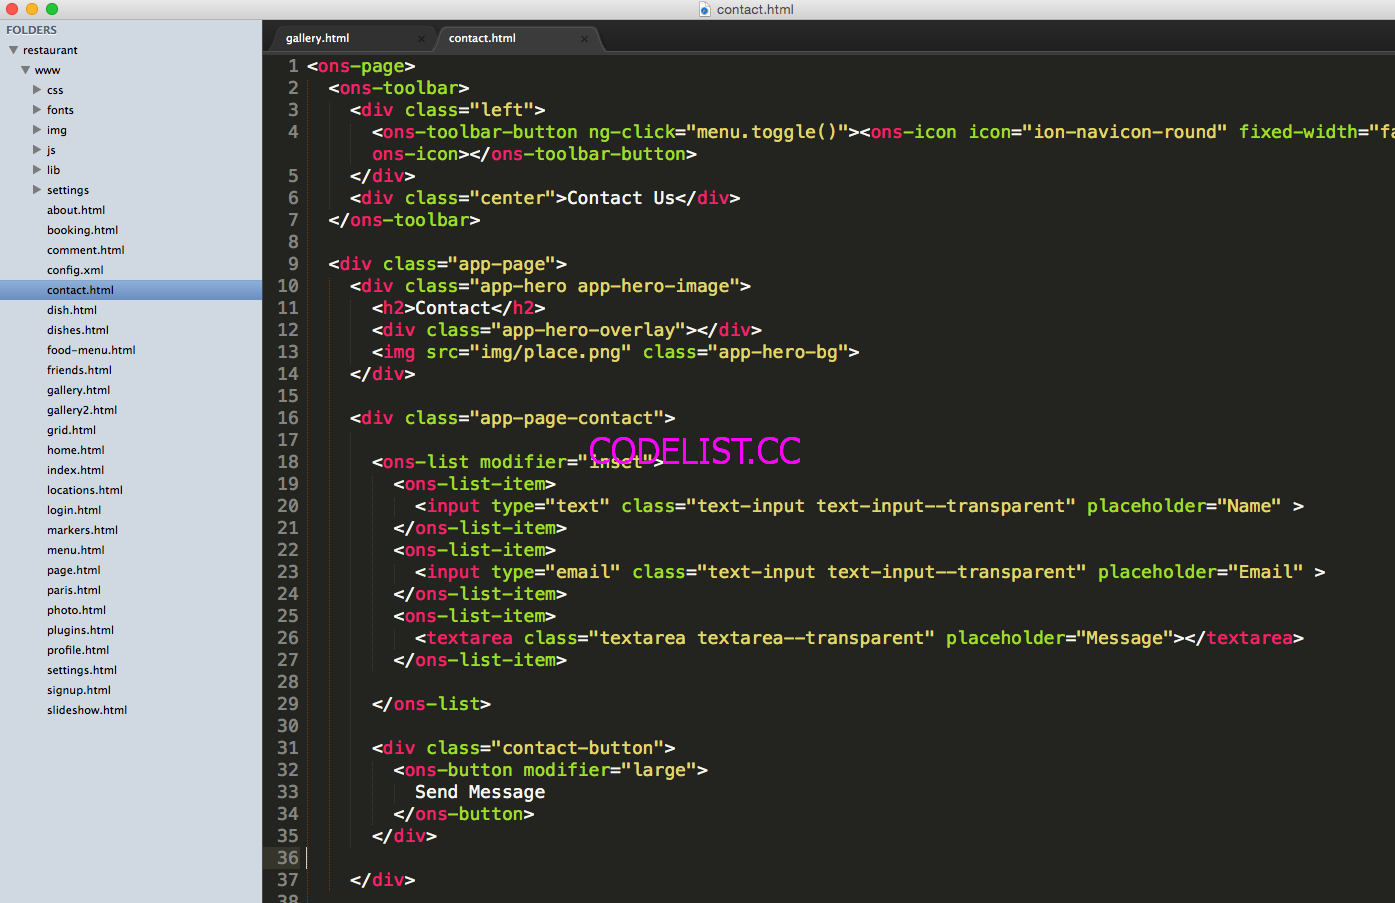 contact.html
FOLDERS
restaurant
www
css
fonts
img
js
lib
settings
about.html
booking.html
comment.html
config.xml
contact.html
dish.html
dishes.html
food-menu.html
friends.html
gallery.html
gallery2.html
grid.html
home.html
index.html
locations.html
login.html
markers.html
menu.html
page.html
paris.html
photo.html
plugins.html
profile.html
settings.html
signup.html
slideshow.html
gallery.html × contact.html ×
1 <ons-page>
2 <ons-toolbar>
3 <div class="left">
4 <ons-toolbar-button ng-click="menu.toggle()"><ons-icon icon="ion-navicon-round" fixed-width="fa
ons-icon></ons-toolbar-button>
5 </div>
6 <div class="center">Contact Us</div>
7 </ons-toolbar>
8
9 <div class="app-page">
10 <div class="app-hero app-hero-image">
11 <h2>Contact</h2>
12 <div class="app-hero-overlay"></div>
13 <img src="img/place.png" class="app-hero-bg">
14 </div>
15
16 <div class="app-page-contact">
17
CODELIST.CC
18 <ons-list modifier="inset">
19 <ons-list-item>
20 <input type="text" class="text-input text-input--transparent" placeholder="Name" >
21 </ons-list-item>
22 <ons-list-item>
23 <input type="email" class="text-input text-input--transparent" placeholder="Email" >
24 </ons-list-item>
25 <ons-list-item>
26 <textarea class="textarea textarea--transparent" placeholder="Message"></textarea>
27 </ons-list-item>
28
29 </ons-list>
30
31 <div class="contact-button">
32 <ons-button modifier="large">
33 Send Message
34 </ons-button>
35 </div>
36
37 </div>
38